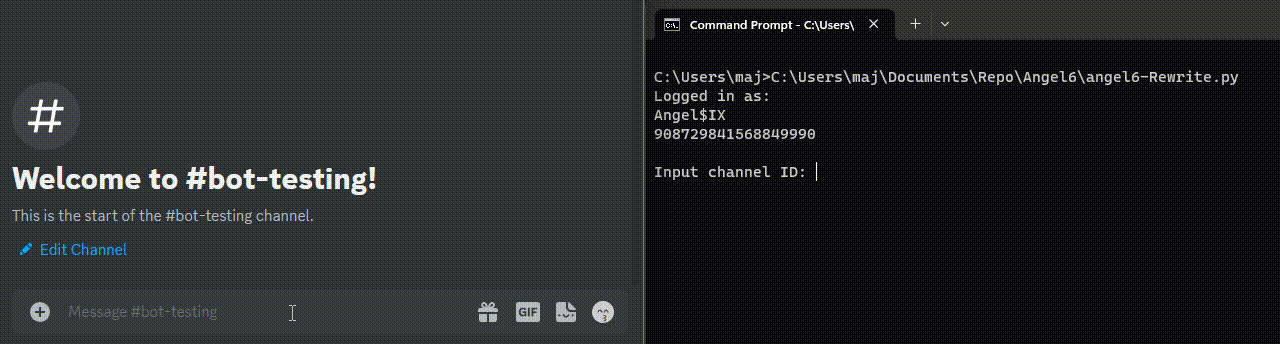 #
Welcome to #bot-testing!
This is the start of the #bot-testing channel.
Edit Channel
Message #bot-testing
GIF
Command Prompt - C:\Users\
C:\Users\maj>C:\Users\maj\Documents\Repo\Angel6\angel6-Rewrite.py
Logged in as:
Angel$IX
908729841568849990
Input channel ID: